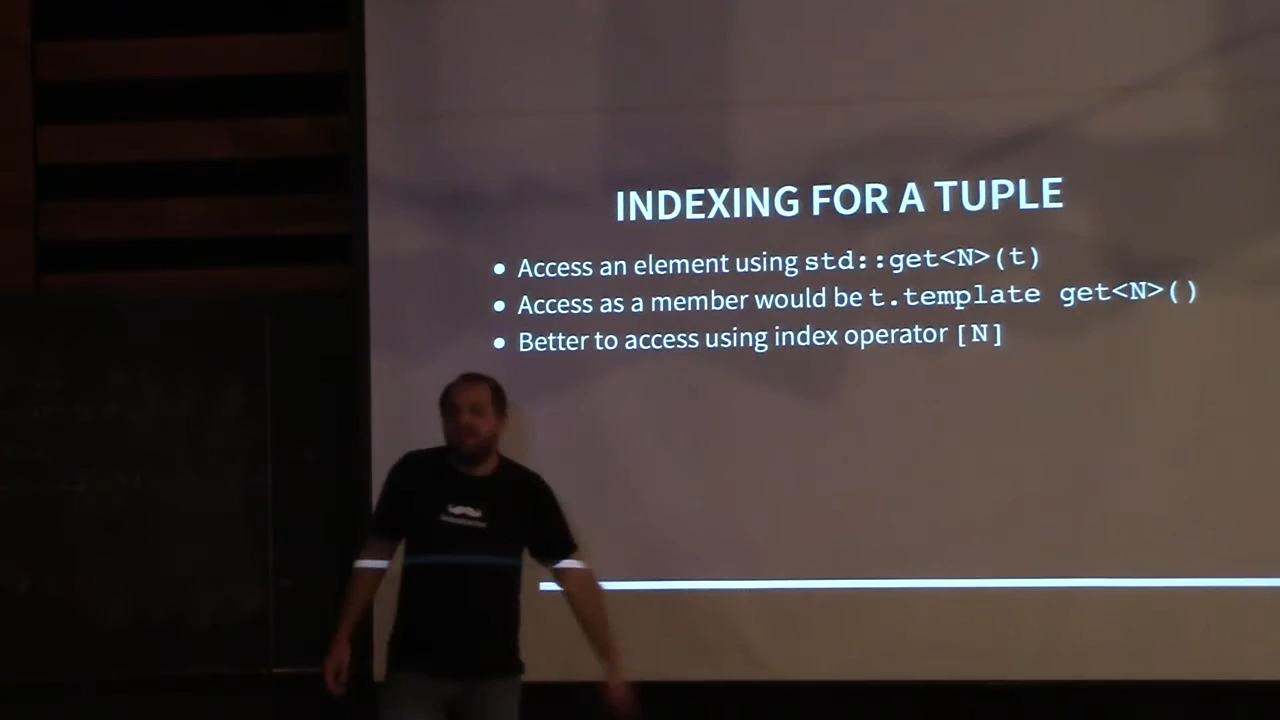 INDEXING FOR A TUPLE
• Access an element using std::get<N>(t)
• Access as a member would be t.template get<N>()
• Better to access using index operator [N]